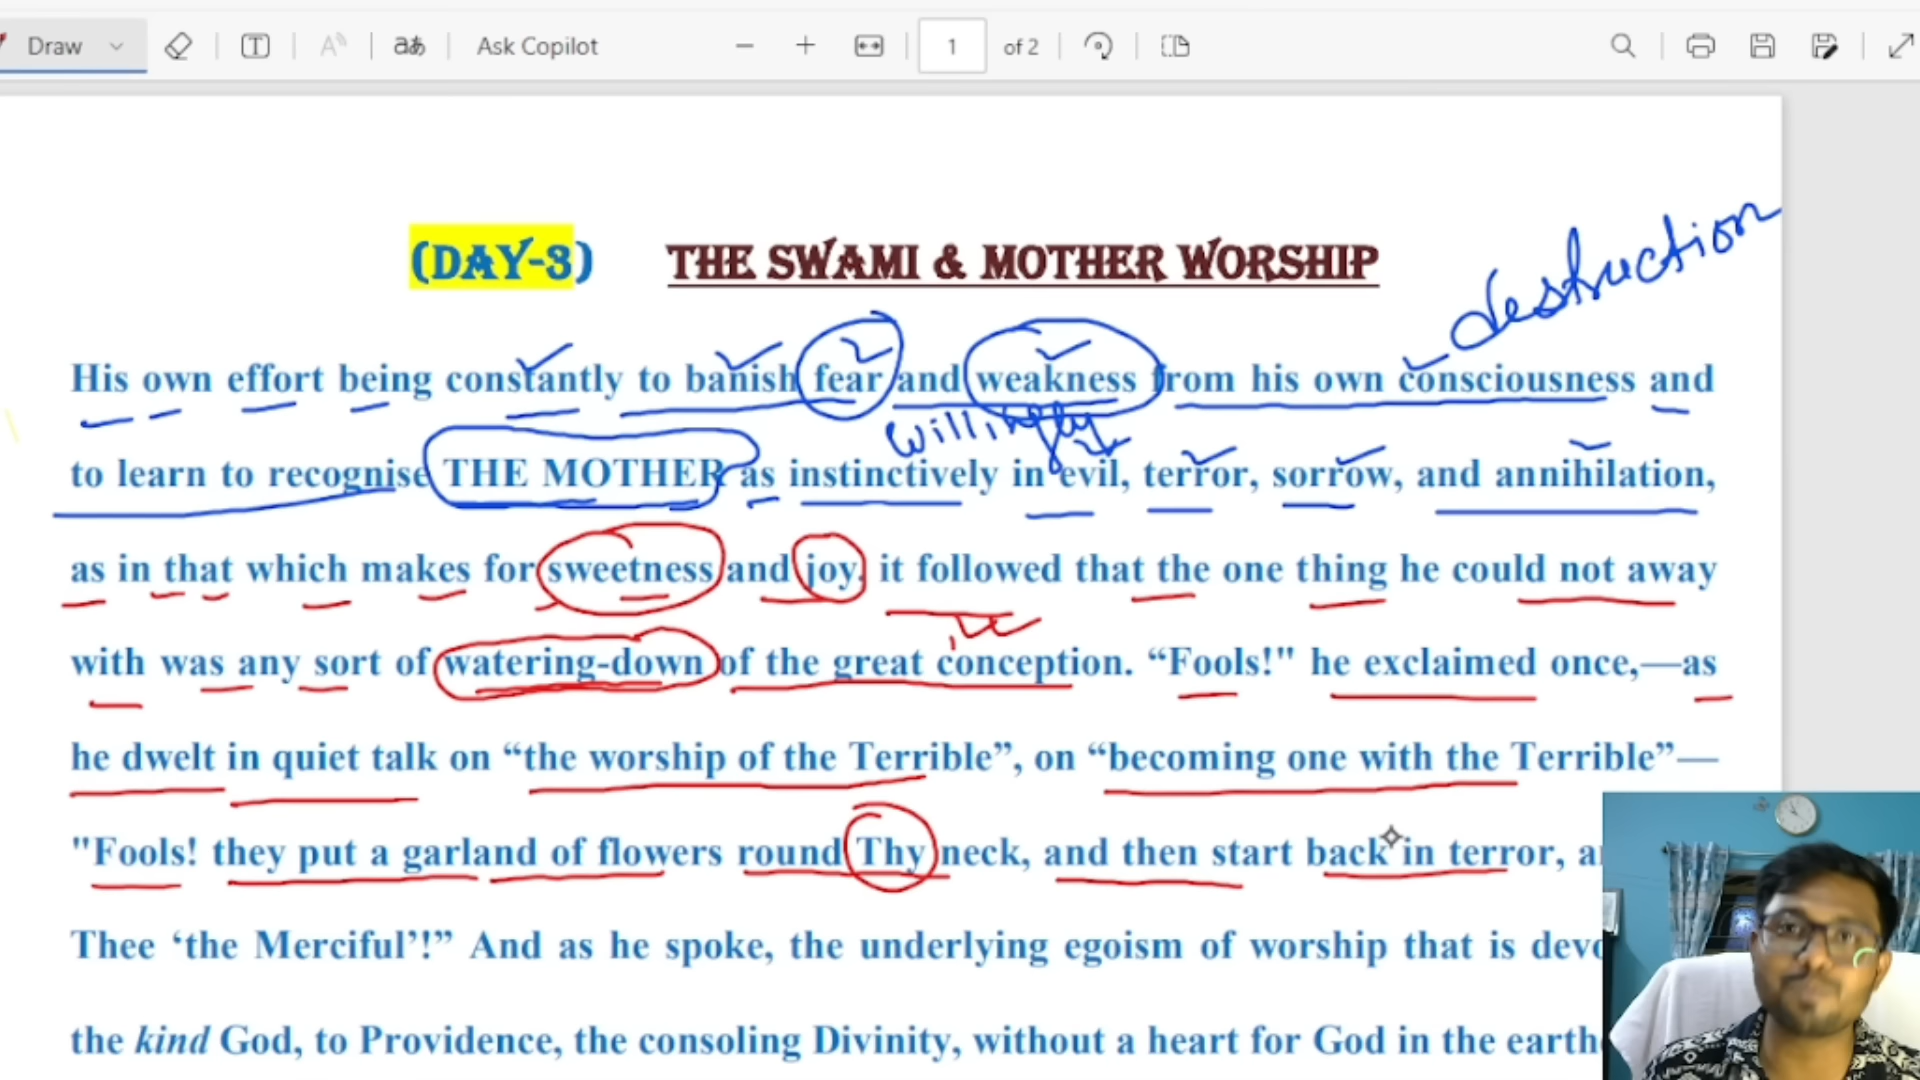 Draw
Ask Copilot
1 of 2
(DAY-3) THE SWAMI & MOTHER WORSHIP
destruction
His own effort being constantly to banish fear and weakness from his own consciousness and
willingly
to learn to recognise THE MOTHER as instinctively in evil, terror, sorrow, and annihilation,
as in that which makes for sweetness and joy, it followed that the one thing he could not away
with was any sort of watering-down of the great conception. “Fools!" he exclaimed once,—as
he dwelt in quiet talk on “the worship of the Terrible”, on “becoming one with the Terrible”—
"Fools! they put a garland of flowers round Thy neck, and then start back in terror,
Thee ‘the Merciful’!” And as he spoke, the underlying egoism of worship that is
the kind God, to Providence, the consoling Divinity, without a heart for God in the